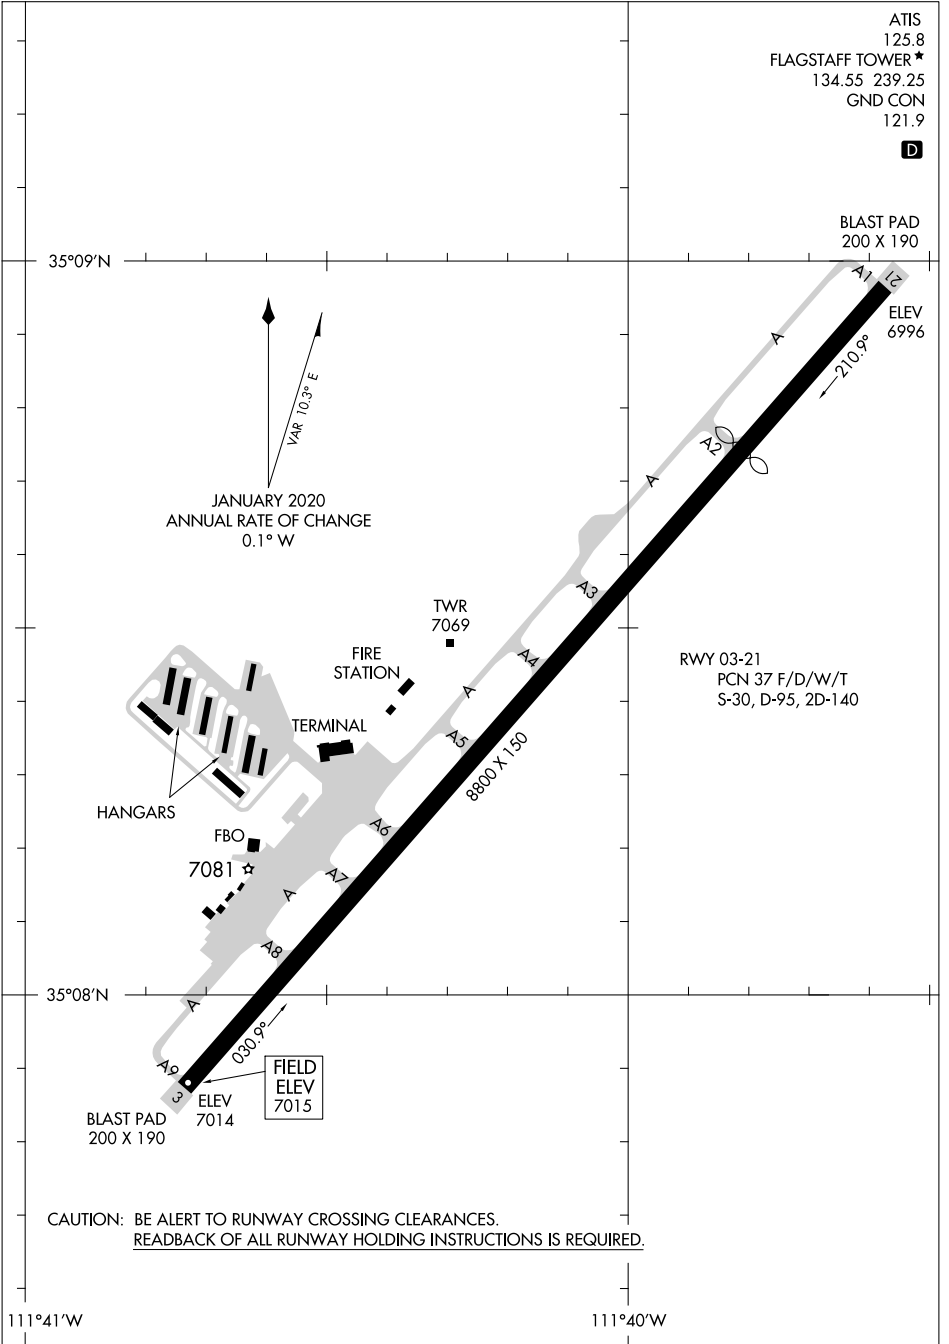 ATIS
125.8
FLAGSTAFF TOWER★
134.55 239.25
GND CON
121.9
D
BLAST PAD
200 X 190
35°09'N
A1
21
ELEV
6996
A
210.9°
VAR 10.3° E
A2
JANUARY 2020
ANNUAL RATE OF CHANGE
0.1° W
A
A3
TWR
7069
FIRE
STATION
A4
RWY 03-21
PCN 37 F/D/W/T
S-30, D-95, 2D-140
A
TERMINAL
A5
8800 X 150
HANGARS
A6
FBO
7081
A7
A
A8
35°08'N
A
030.9°
A9
FIELD
ELEV
7015
3
ELEV
7014
BLAST PAD
200 X 190
CAUTION: BE ALERT TO RUNWAY CROSSING CLEARANCES.
READBACK OF ALL RUNWAY HOLDING INSTRUCTIONS IS REQUIRED.
111°41'W
111°40'W